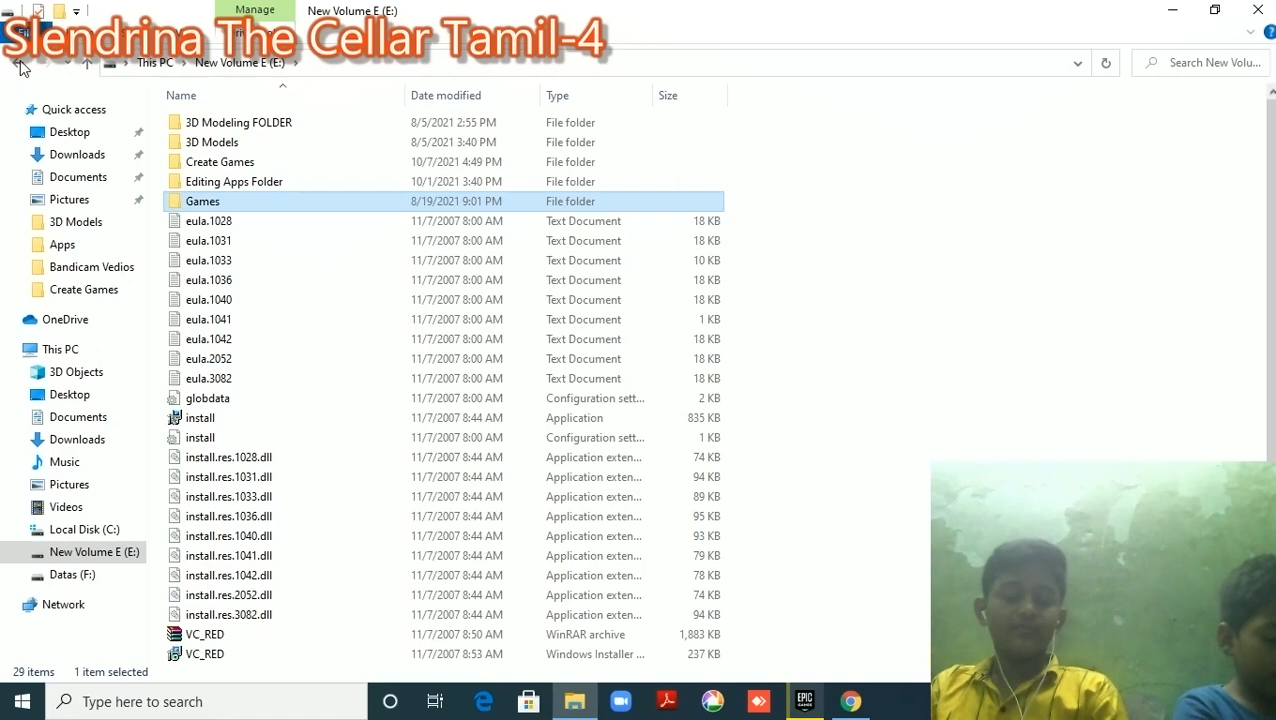 Manage
New Volume E (E:)
Slendrina The Cellar Tamil-4
This PC
New Volume E (E:)
Search New Volu...
Name
Date modified
Type
Size
Quick access
Desktop
Downloads
Documents
Pictures
3D Models
Apps
Bandicam Vedios
Create Games
OneDrive
This PC
3D Objects
Desktop
Documents
Downloads
Music
Pictures
Videos
Local Disk (C:)
New Volume E (E:)
Datas (F:)
Network
3D Modeling FOLDER 8/5/2021 2:55 PM File folder
3D Models 8/5/2021 3:40 PM File folder
Create Games 10/7/2021 4:49 PM File folder
Editing Apps Folder 10/1/2021 3:40 PM File folder
Games 8/19/2021 9:01 PM File folder
eula.1028 11/7/2007 8:00 AM Text Document 18 KB
eula.1031 11/7/2007 8:00 AM Text Document 18 KB
eula.1033 11/7/2007 8:00 AM Text Document 10 KB
eula.1036 11/7/2007 8:00 AM Text Document 18 KB
eula.1040 11/7/2007 8:00 AM Text Document 18 KB
eula.1041 11/7/2007 8:00 AM Text Document 1 KB
eula.1042 11/7/2007 8:00 AM Text Document 18 KB
eula.2052 11/7/2007 8:00 AM Text Document 18 KB
eula.3082 11/7/2007 8:00 AM Text Document 18 KB
globdata 11/7/2007 8:00 AM Configuration sett... 2 KB
install 11/7/2007 8:44 AM Application 835 KB
install 11/7/2007 8:00 AM Configuration sett... 1 KB
install.res.1028.dll 11/7/2007 8:44 AM Application exten... 74 KB
install.res.1031.dll 11/7/2007 8:44 AM Application exten... 94 KB
install.res.1033.dll 11/7/2007 8:44 AM Application exten... 89 KB
install.res.1036.dll 11/7/2007 8:44 AM Application exten... 95 KB
install.res.1040.dll 11/7/2007 8:44 AM Application exten... 93 KB
install.res.1041.dll 11/7/2007 8:44 AM Application exten... 79 KB
install.res.1042.dll 11/7/2007 8:44 AM Application exten... 78 KB
install.res.2052.dll 11/7/2007 8:44 AM Application exten... 74 KB
install.res.3082.dll 11/7/2007 8:44 AM Application exten... 94 KB
VC_RED 11/7/2007 8:50 AM WinRAR archive 1,883 KB
VC_RED 11/7/2007 8:53 AM Windows Installer ... 237 KB
29 items 1 item selected
Type here to search
EPIC
GAMES